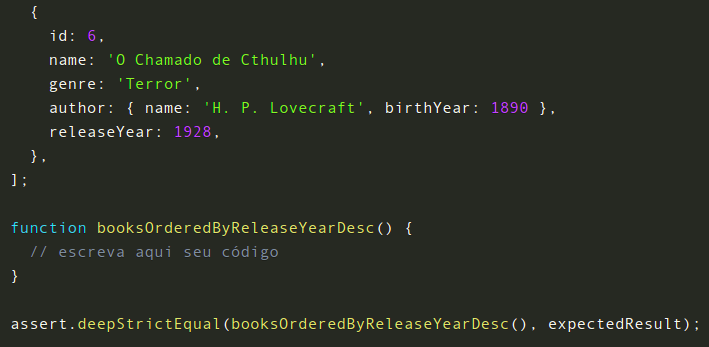 {
id: 6,
name: 'O Chamado de Cthulhu',
genre: 'Terror',
author: { name: 'H. P. Lovecraft', birthYear: 1890 },
releaseYear: 1928,
},
];
function booksOrderedByReleaseYearDesc() {
// escreva aqui seu código
}
assert.deepStrictEqual(booksOrderedByReleaseYearDesc(), expectedResult);